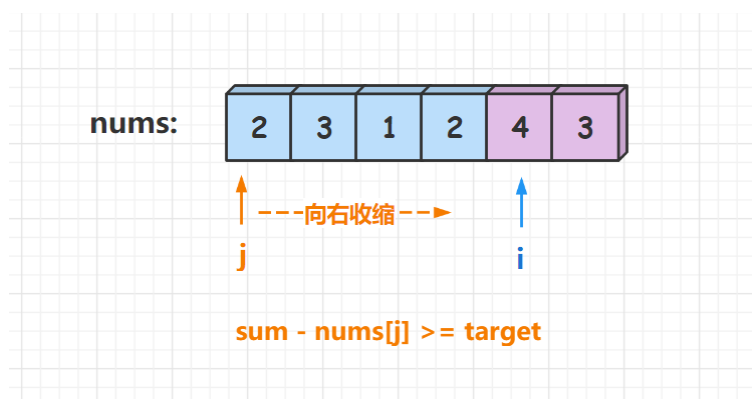 nums: 2 3 1 2 4 3
向右收缩
j i
sum - nums[j] >= target